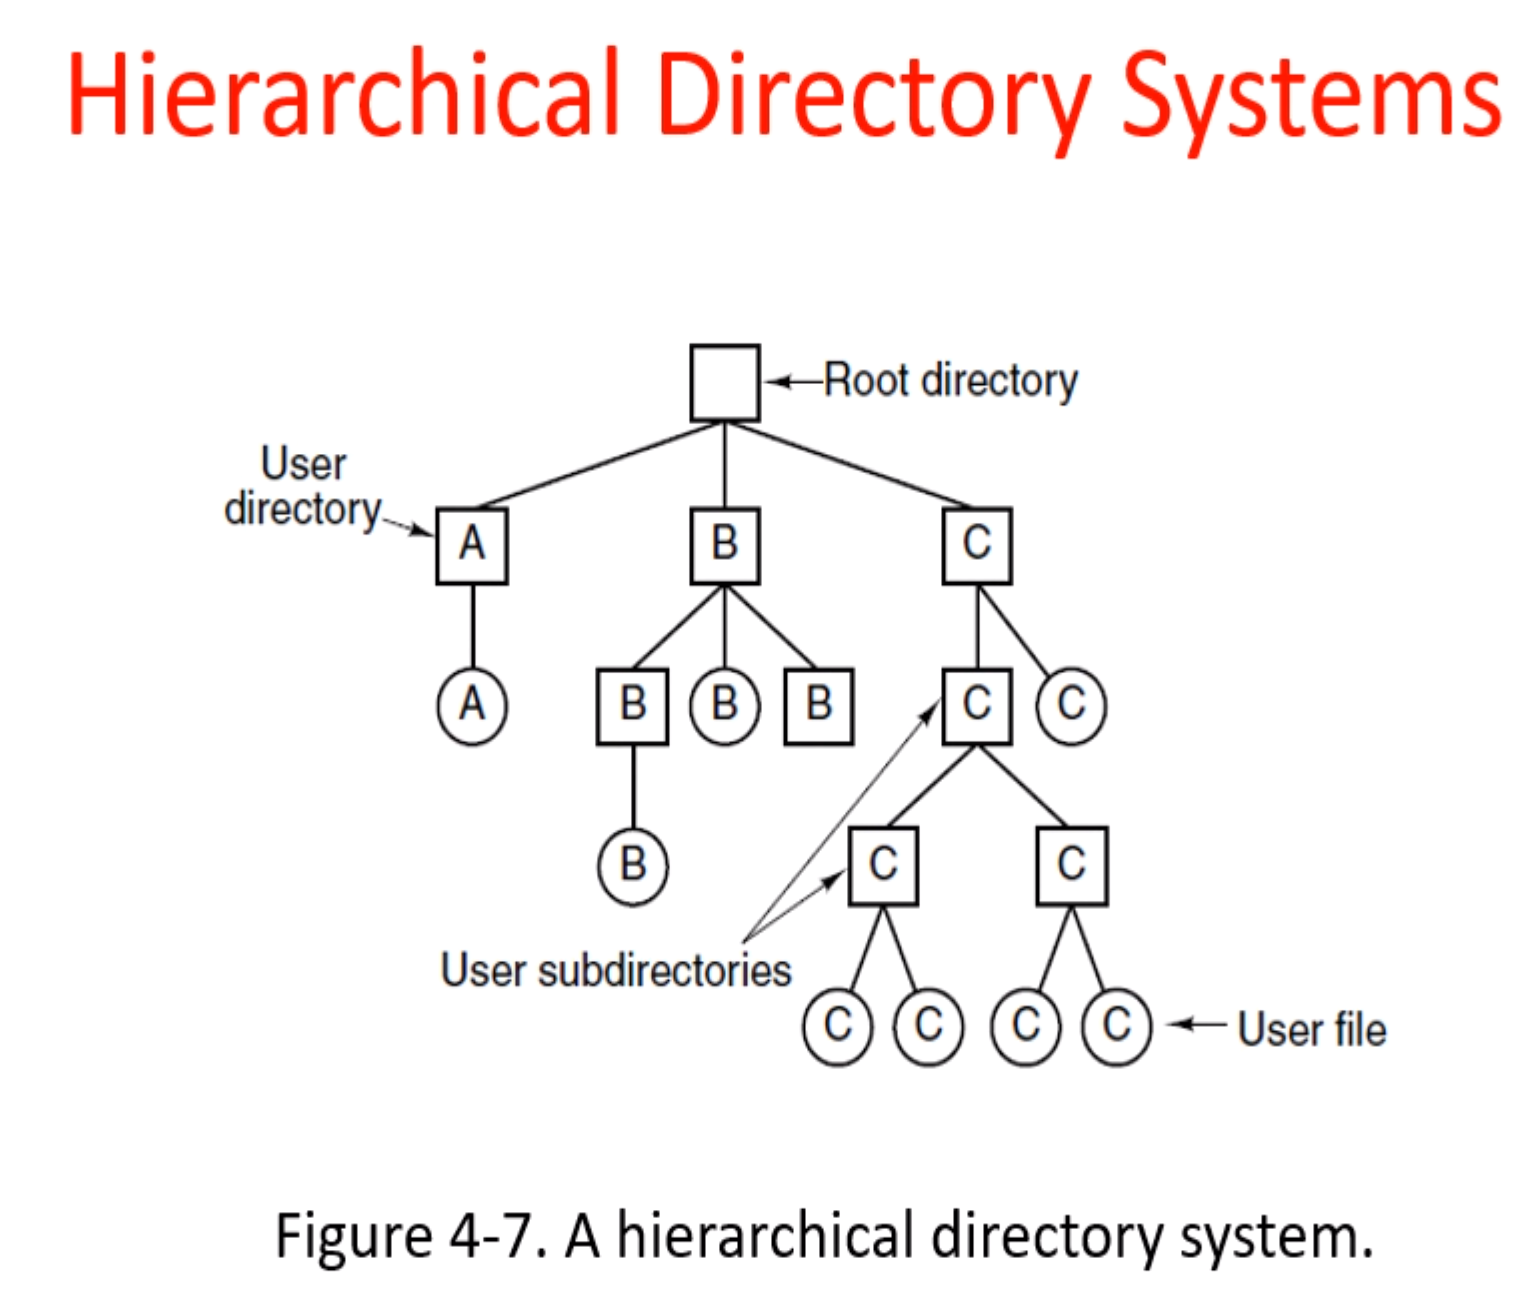 Hierarchical Directory Systems
Root directory
User
directory
A
B
C
A
B
B
B
C
C
B
C
C
User subdirectories
C
C
C
C
User file
Figure 4-7. A hierarchical directory system.